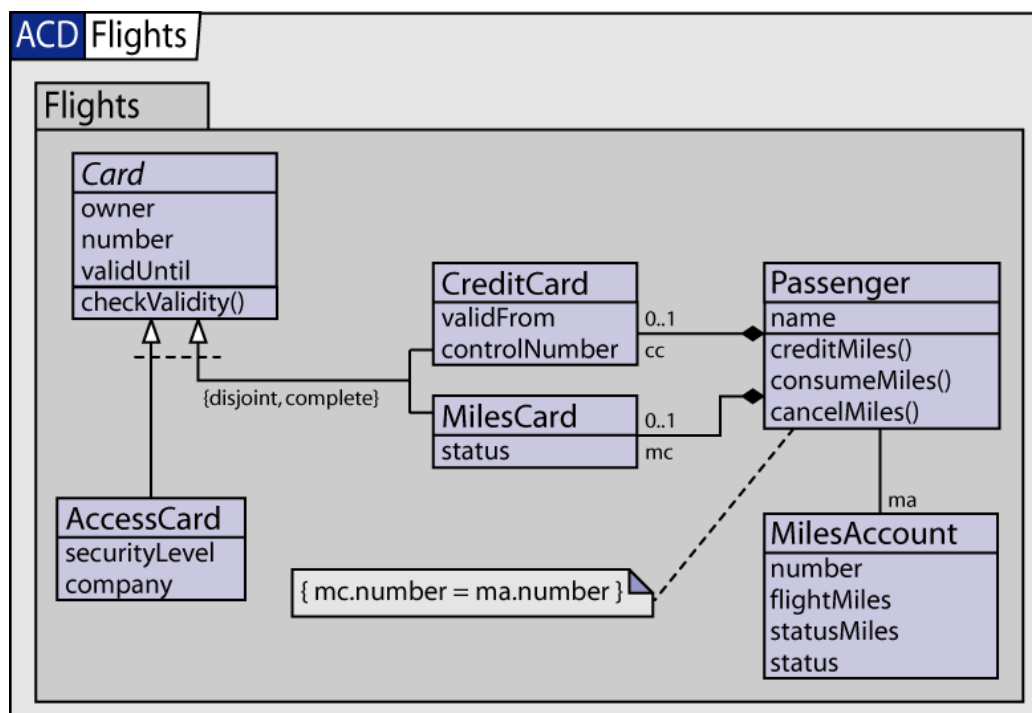 ACD Flights
Flights
Card
owner
number
validUntil
checkValidity()
{disjoint, complete}
AccessCard
securityLevel
company
CreditCard
validFrom
controlNumber
0..1
cc
MilesCard
status
0..1
mc
Passenger
name
creditMiles()
consumeMiles()
cancelMiles()
ma
MilesAccount
number
flightMiles
statusMiles
status
{ mc.number = ma.number }